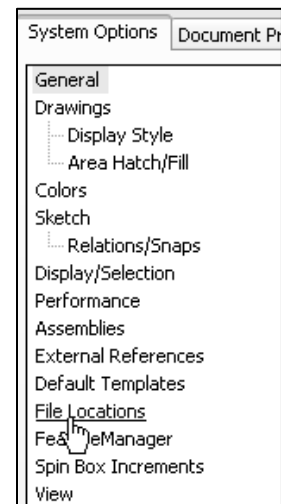 System Options Document Pr
General
Drawings
Display Style
Area Hatch/Fill
Colors
Sketch
Relations/Snaps
Display/Selection
Performance
Assemblies
External References
Default Templates
File Locations
Spin Box Increments
View